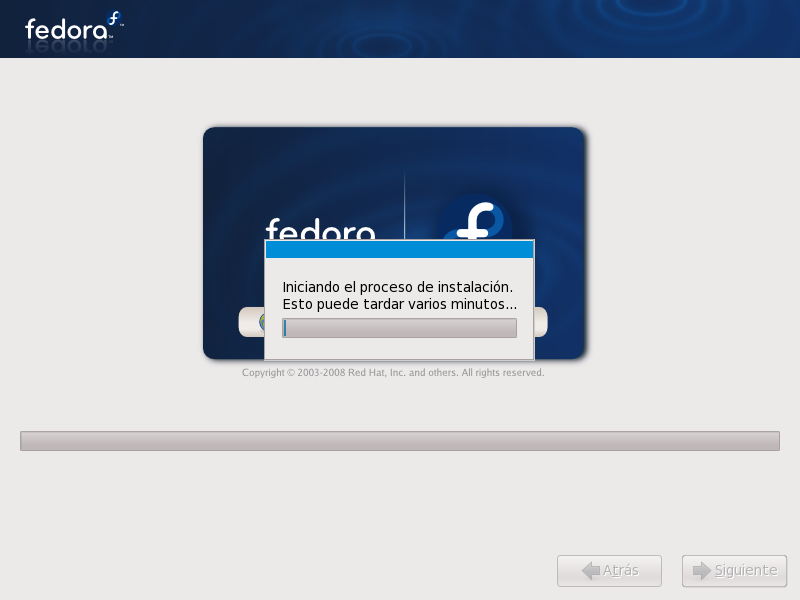 fedora
fedora
Iniciando el proceso de instalación.
Esto puede tardar varios minutos...
Copyright © 2003-2008 Red Hat, Inc. and others. All rights reserved.
Atrás
Siguiente